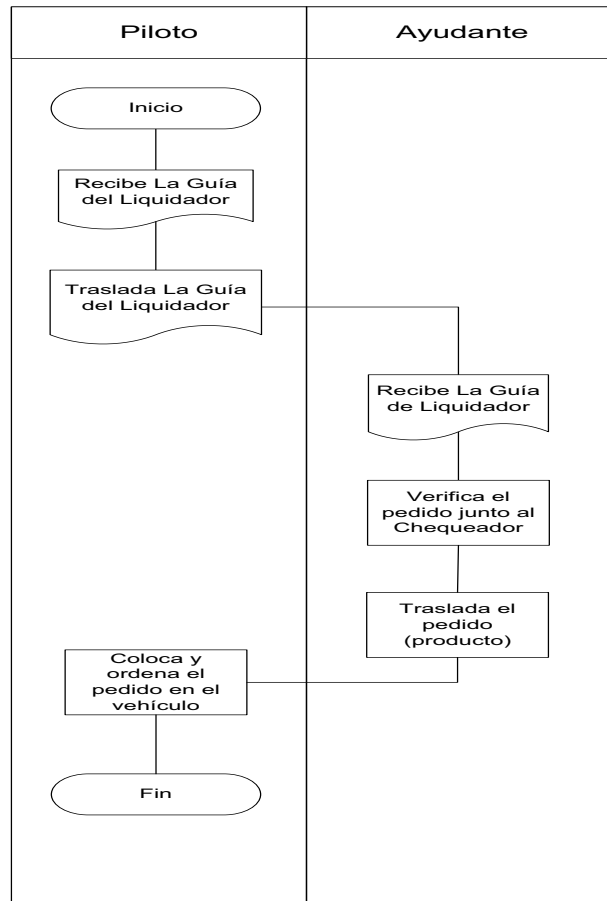 Piloto
Ayudante
Inicio
Recibe La Guía
del Liquidador
Traslada La Guía
del Liquidador
Recibe La Guía
de Liquidador
Verifica el
pedido junto al
Chequeador
Traslada el
pedido
(producto)
Coloca y
ordena el
pedido en el
vehículo
Fin